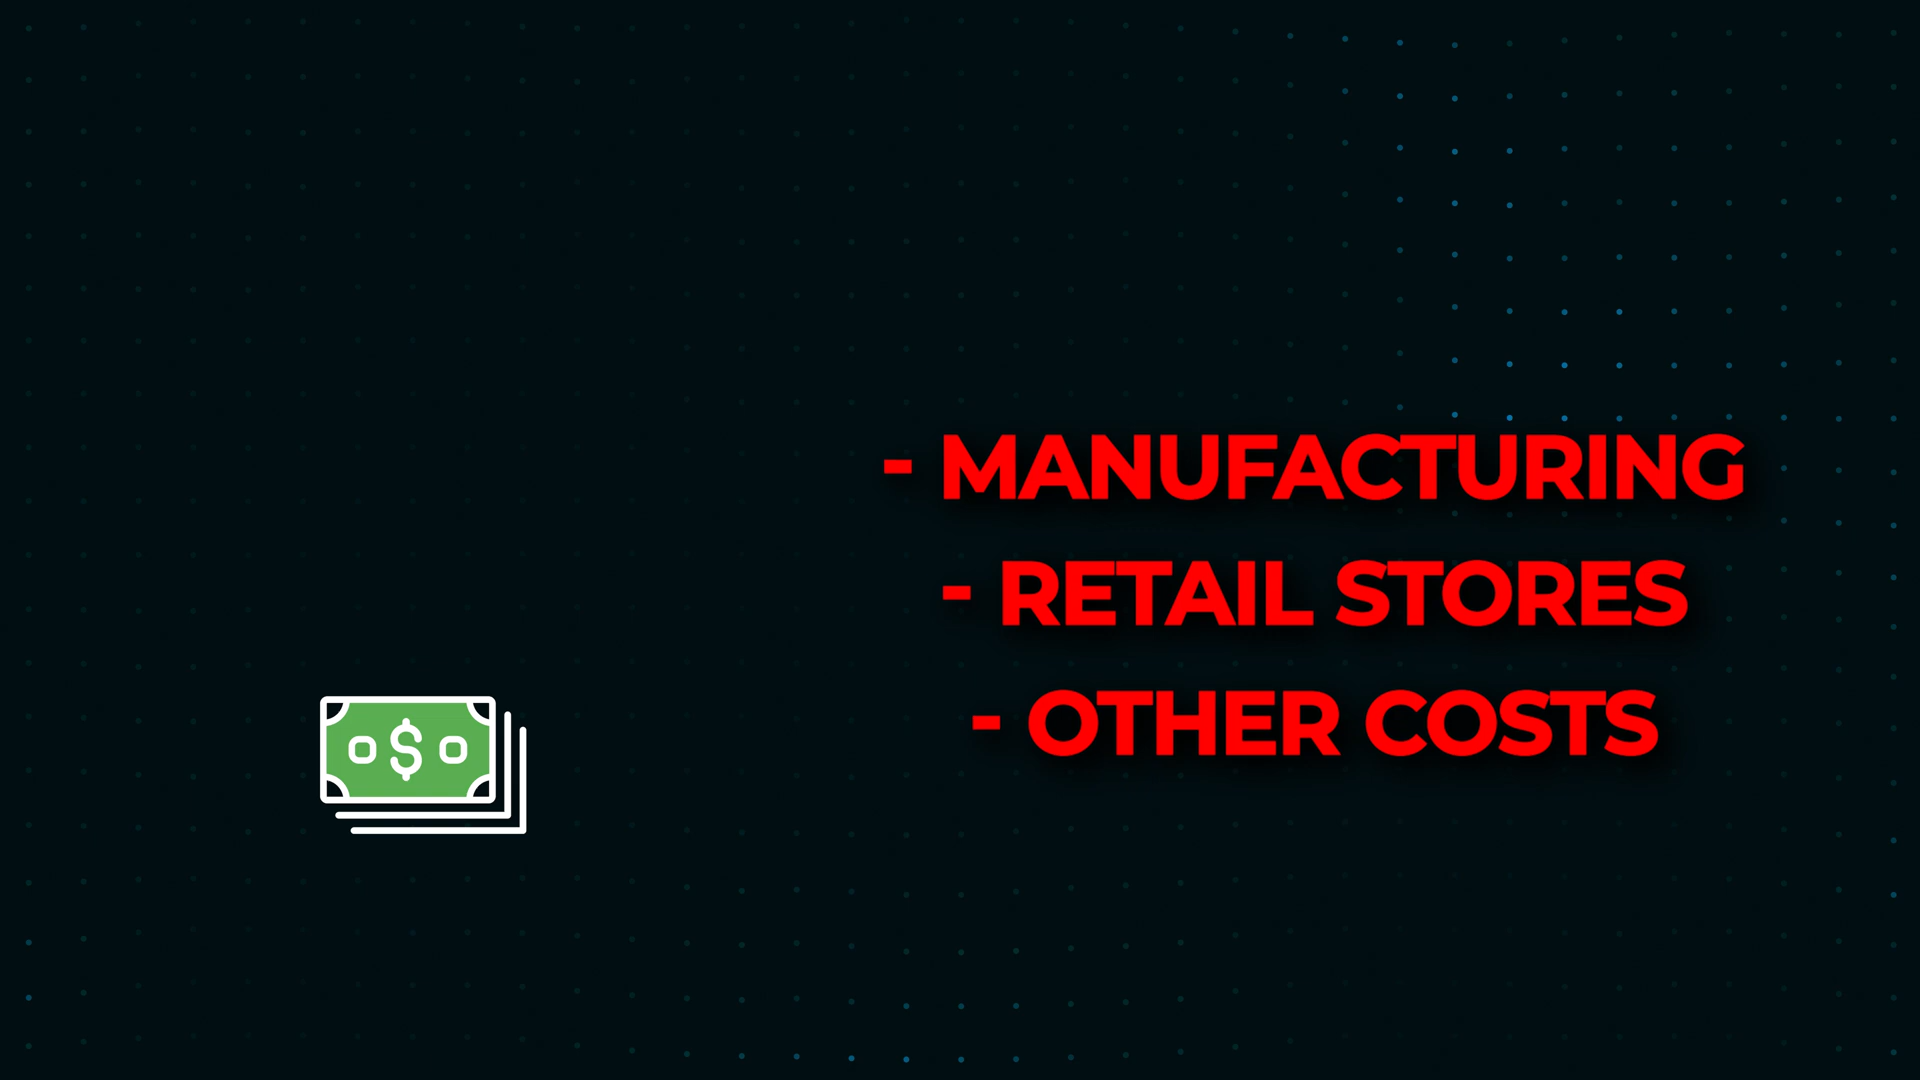 - MANUFACTURING
- RETAIL STORES
- OTHER COSTS